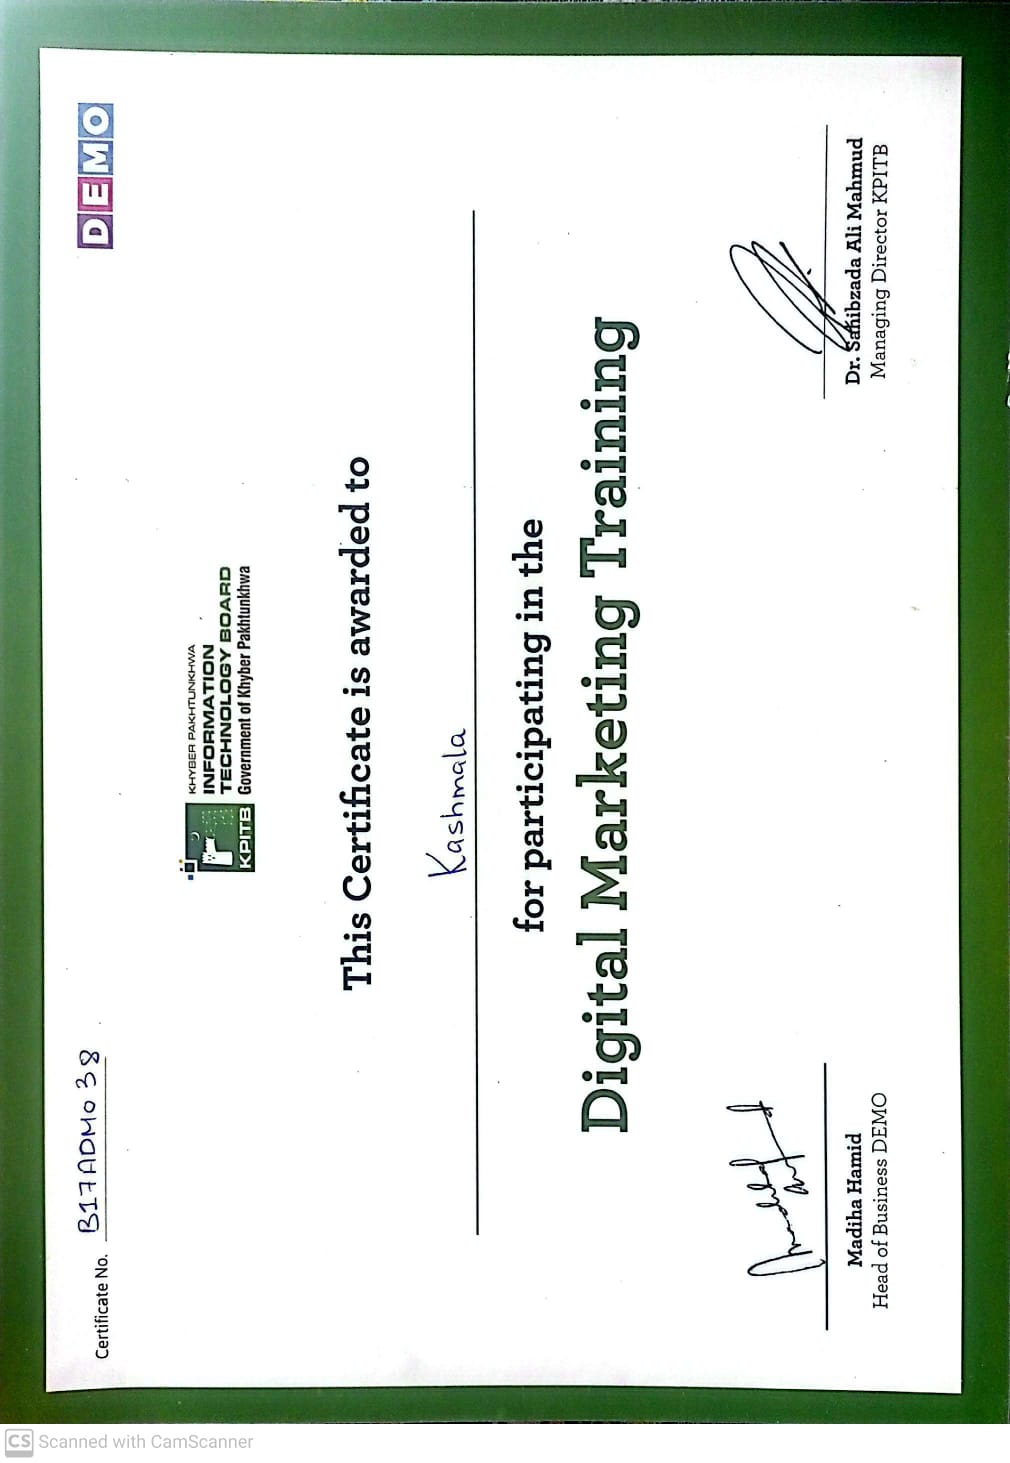 Certificate No. B17ADMO38
DEMO
KHYBER PAKHTUNKHWA
INFORMATION
TECHNOLOGY BOARD
Government of Khyber Pakhtunkhwa
KPITB
This Certificate is awarded to
Kashmala
for participating in the
Digital Marketing Training
Madiha Hamid
Head of Business DEMO
Dr. Sahibzada Ali Mahmud
Managing Director KPITB
CS Scanned with CamScanner